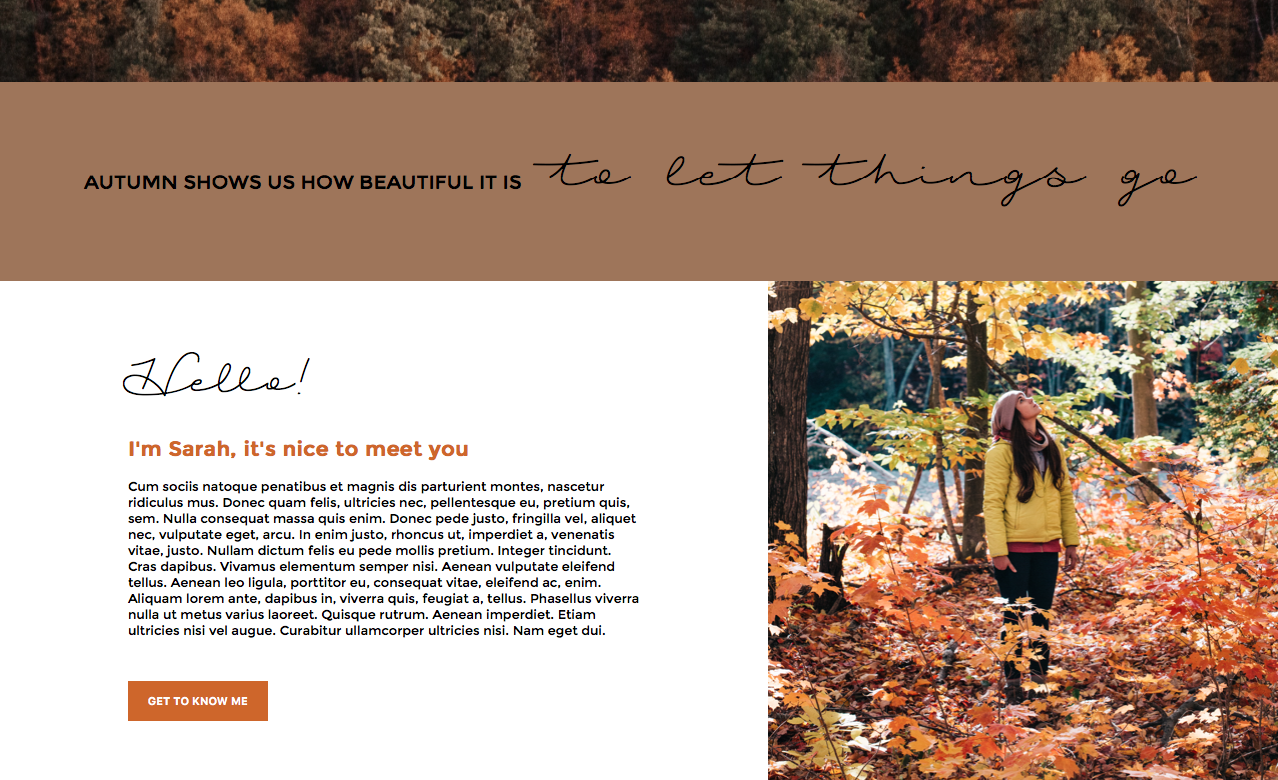 AUTUMN SHOWS US HOW BEAUTIFUL IT IS to let things go
Hello!
I'm Sarah, it's nice to meet you
Cum sociis natoque penatibus et magnis dis parturient montes, nascetur
ridiculus mus. Donec quam felis, ultricies nec, pellentesque eu, pretium quis,
sem. Nulla consequat massa quis enim. Donec pede justo, fringilla vel, aliquet
nec, vulputate eget, arcu. In enim justo, rhoncus ut, imperdiet a, venenatis
vitae, justo. Nullam dictum felis eu pede mollis pretium. Integer tincidunt.
Cras dapibus. Vivamus elementum semper nisi. Aenean vulputate eleifend
tellus. Aenean leo ligula, porttitor eu, consequat vitae, eleifend ac, enim.
Aliquam lorem ante, dapibus in, viverra quis, feugiat a, tellus. Phasellus viverra
nulla ut metus varius laoreet. Quisque rutrum. Aenean imperdiet. Etiam
ultricies nisi vel augue. Curabitur ullamcorper ultricies nisi. Nam eget dui.
GET TO KNOW ME